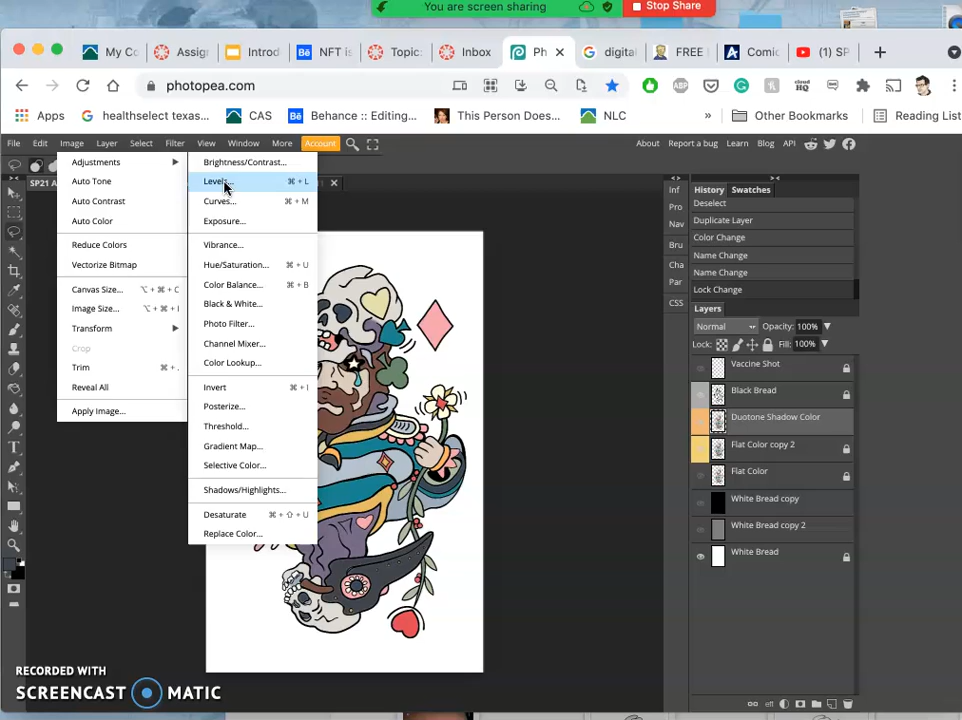 You are screen sharing
Stop Share
My Cc
Assig
Introd
NFT is
Topic:
Inbox
Ph
digital
FREE
Comic
(1) SP
photopea.com
Apps
healthselect texas...
CAS
Behance :: Editing...
This Person Does...
NLC
»
Other Bookmarks
Reading List
File Edit Image Layer Select Filter View Window More Account
About Report a bug Learn Blog API
SP21 A
Adjustments
Auto Tone
Auto Contrast
Auto Color
Reduce Colors
Vectorize Bitmap
Canvas Size... ⌥ + ⌘ + C
Image Size... ⌥ + ⌘ + I
Transform
Crop
Trim ⌘ + .
Reveal All
Apply Image...
Brightness/Contrast...
Levels... ⌘ + L
Curves... ⌘ + M
Exposure...
Vibrance...
Hue/Saturation... ⌘ + U
Color Balance... ⌘ + B
Black & White...
Photo Filter...
Channel Mixer...
Color Lookup...
Invert ⌘ + I
Posterize...
Threshold...
Gradient Map...
Selective Color...
Shadows/Highlights...
Desaturate ⌘ + ⇧ + U
Replace Color...
Inf
Pro
Nav
Bru
Cha
Par
CSS
History Swatches
Deselect
Duplicate Layer
Color Change
Name Change
Name Change
Lock Change
Layers
Normal Opacity: 100%
Lock: Fill: 100%
Vaccine Shot
Black Bread
Duotone Shadow Color
Flat Color copy 2
Flat Color
White Bread copy
White Bread copy 2
White Bread
eff
RECORDED WITH
SCREENCAST MATIC